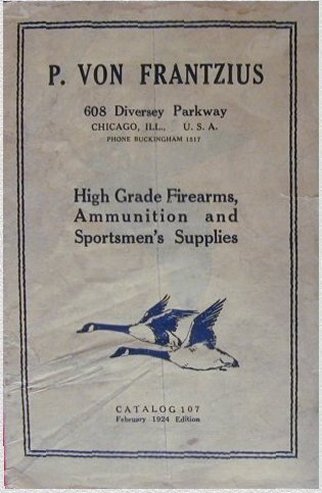 P. VON FRANTZIUS
608 Diversey Parkway
CHICAGO, ILL., U. S. A.
PHONE BUCKINGHAM 1517
High Grade Firearms,
Ammunition and
Sportsmen's Supplies
CATALOG 107
February 1924 Edition